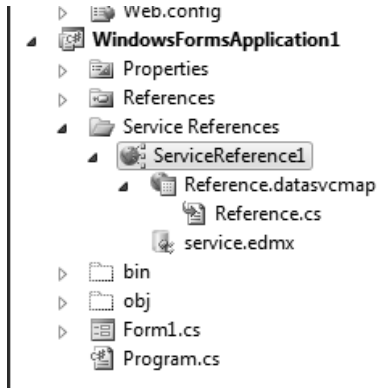 Web.config
WindowsFormsApplication1
Properties
References
Service References
ServiceReference1
Reference.datasvcmap
Reference.cs
service.edmx
bin
obj
Form1.cs
Program.cs